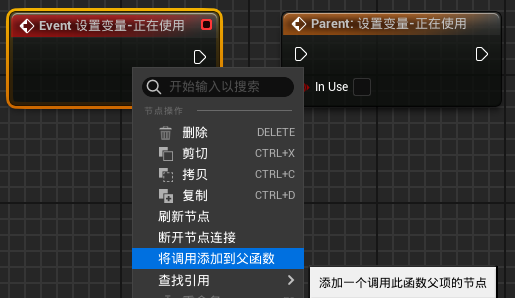 Event 设置变量-正在使用
Parent: 设置变量-正在使用
In Use
开始输入以搜索
节点操作
删除 DELETE
剪切 CTRL+X
拷贝 CTRL+C
复制 CTRL+D
刷新节点
断开节点连接
将调用添加到父函数
查找引用
添加一个调用此函数父项的节点